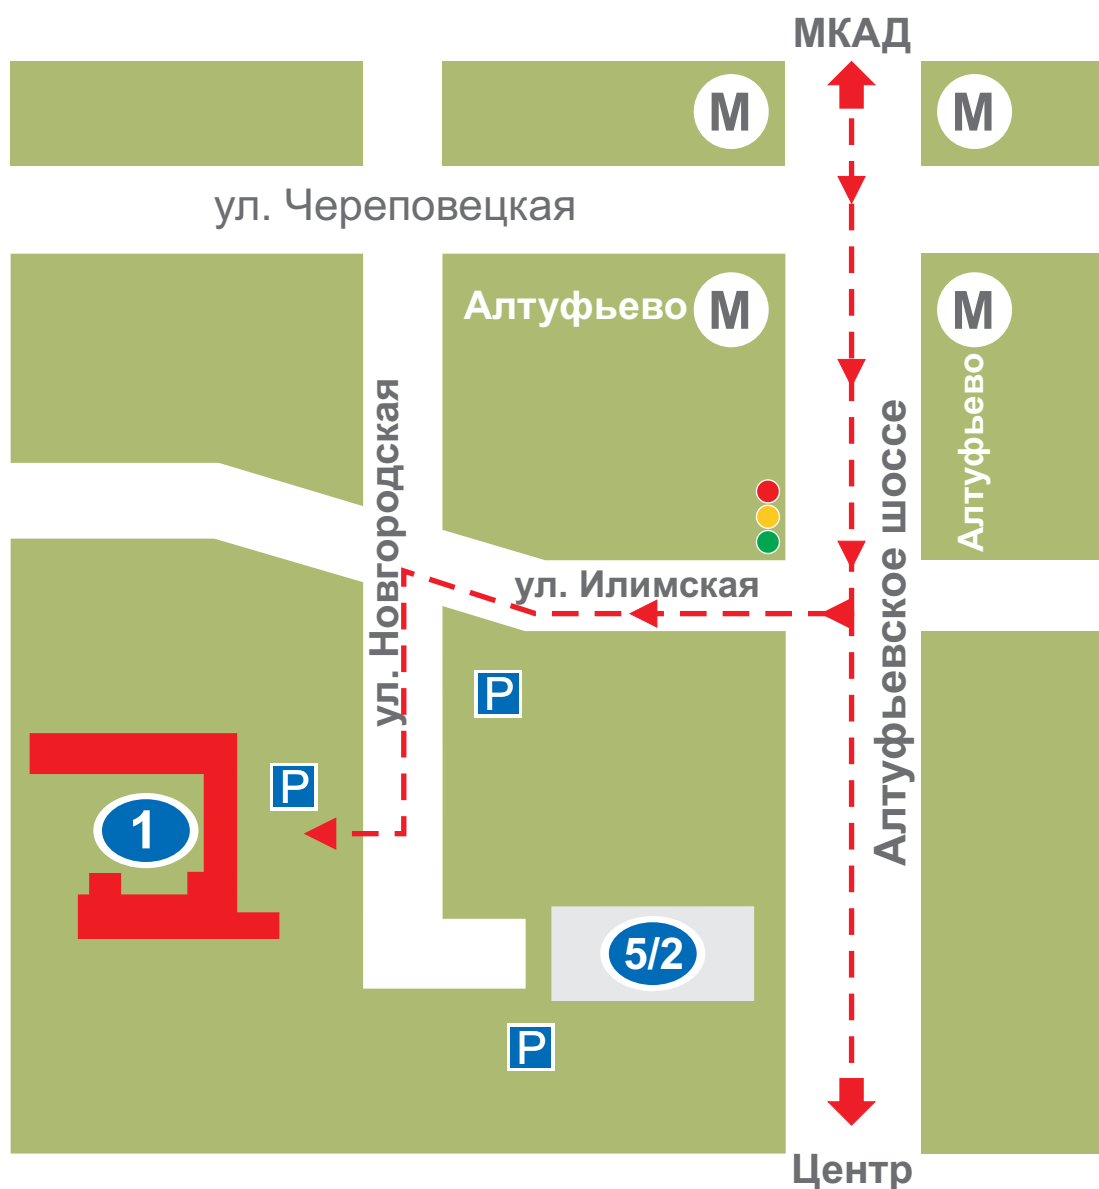 МКАД
М
М
ул. Череповецкая
Алтуфьево
М
М
Алтуфьево
ул. Новгородская
Алтуфьевское шоссе
ул. Илимская
P
P
1
5/2
P
Центр